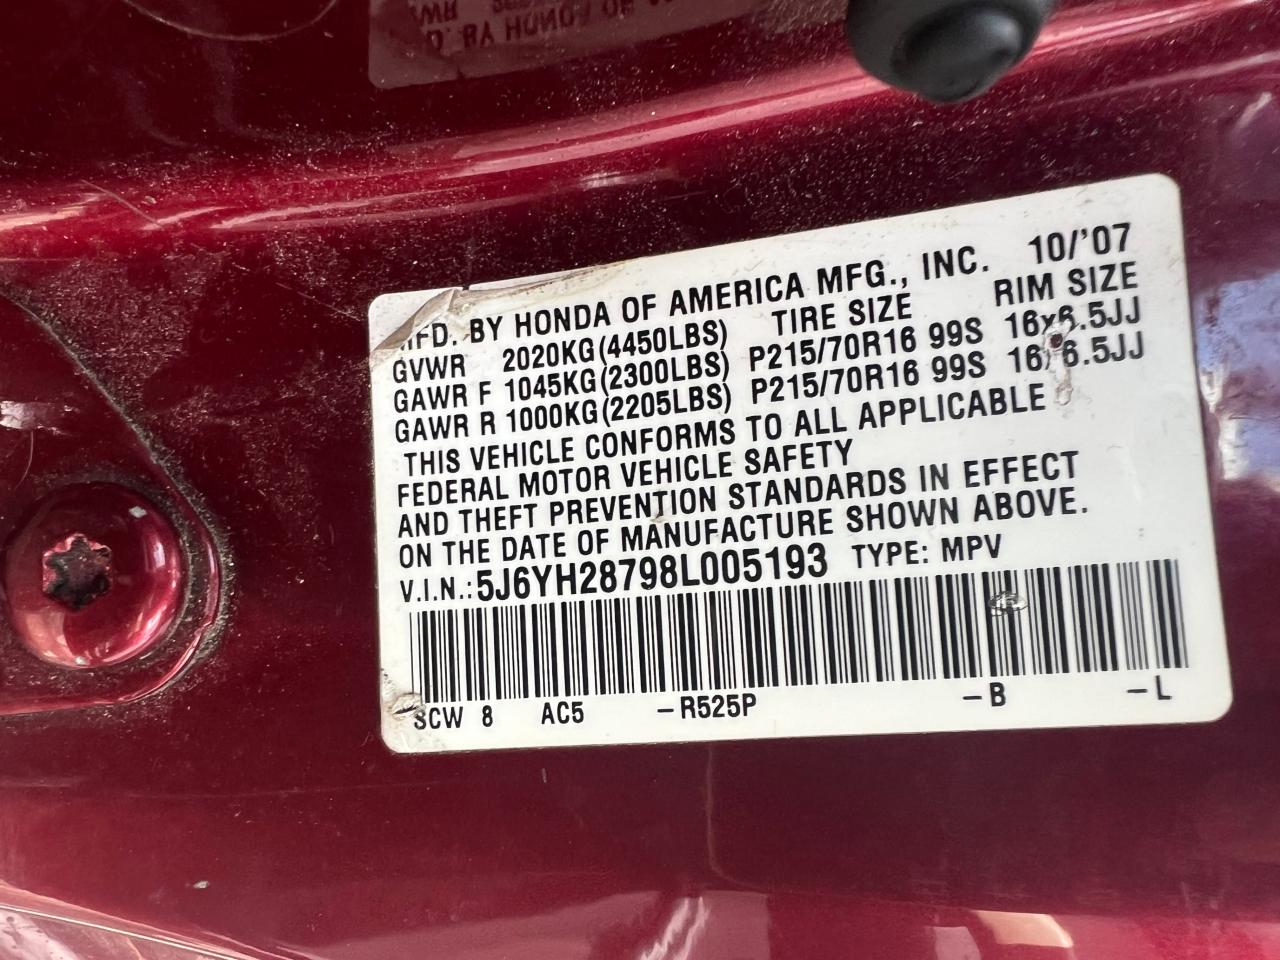 MFD. BY HONDA OF AMERICA MFG., INC. 10/'07
GVWR 2020KG(4450LBS) TIRE SIZE RIM SIZE
GAWR F 1045KG(2300LBS) P215/70R16 99S 16x6.5JJ
GAWR R 1000KG(2205LBS) P215/70R16 99S 16x6.5JJ
THIS VEHICLE CONFORMS TO ALL APPLICABLE
FEDERAL MOTOR VEHICLE SAFETY
AND THEFT PREVENTION STANDARDS IN EFFECT
ON THE DATE OF MANUFACTURE SHOWN ABOVE.
V.I.N.: 5J6YH28798L005193 TYPE: MPV
SCW 8 AC5 -R525P -B -L